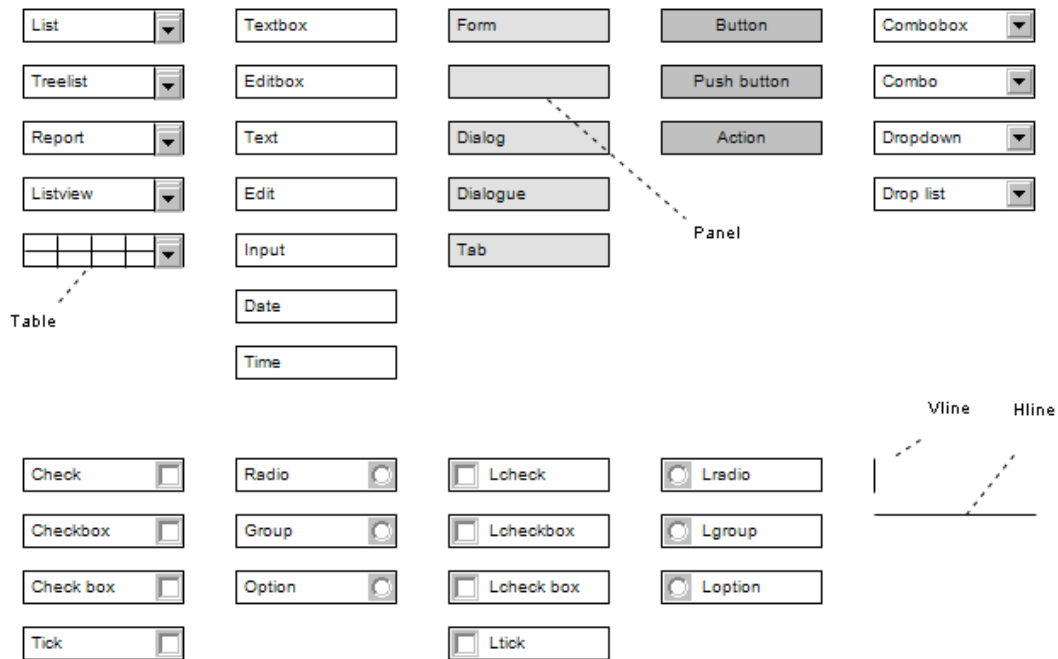 List
Textbox
Form
Button
Combobox
Treelist
Editbox
Push button
Combo
Report
Text
Dialog
Action
Dropdown
Listview
Edit
Dialogue
Drop list
Panel
Input
Tab
Table
Date
Time
Vline
Hline
Check
Radio
Lcheck
Lradio
Checkbox
Group
Lcheckbox
Lgroup
Check box
Option
Lcheck box
Loption
Tick
Ltick